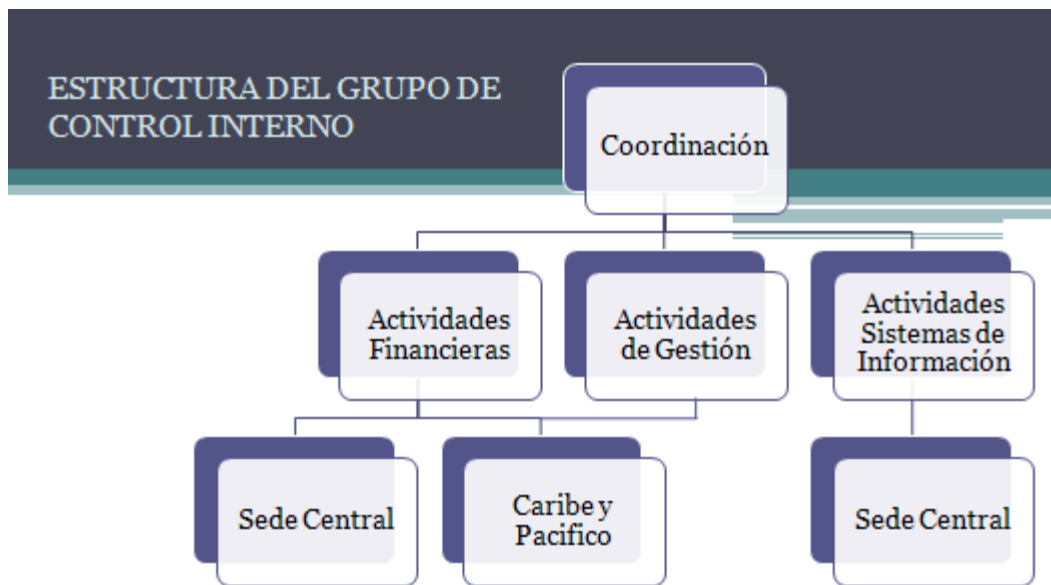 ESTRUCTURA DEL GRUPO DE
CONTROL INTERNO
Coordinación
Actividades
Financieras
Actividades
de Gestión
Actividades
Sistemas de
Información
Sede Central
Caribe y
Pacifico
Sede Central